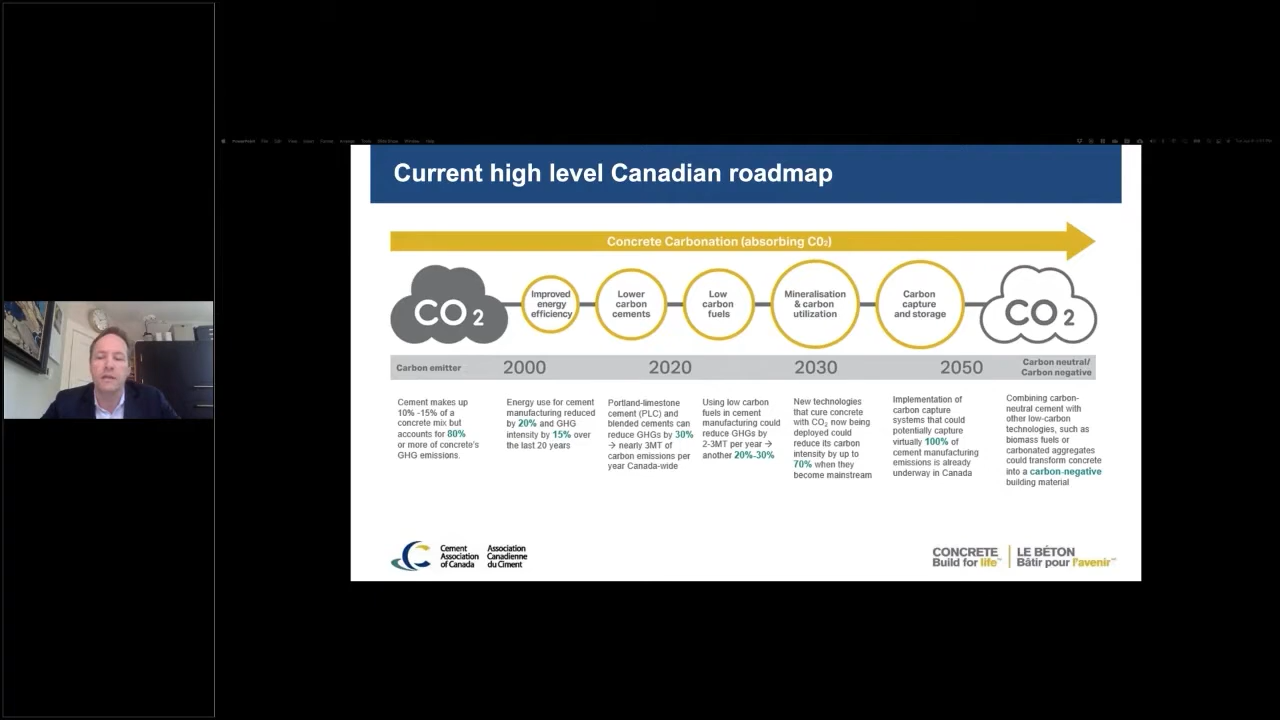 Current high level Canadian roadmap
Concrete Carbonation (absorbing C0₂)
CO 2
Improved
energy
efficiency
Lower
carbon
cements
Low
carbon
fuels
Mineralisation
& carbon
utilization
Carbon
capture
and storage
CO 2
Carbon emitter
2000
2020
2030
2050
Carbon neutral/
Carbon negative
Cement makes up
10% -15% of a
concrete mix but
accounts for 80%
or more of concrete's
GHG emissions.
Energy use for cement
manufacturing reduced
by 20% and GHG
intensity by 15% over
the last 20 years
Portland-limestone
cement (PLC) and
blended cements can
reduce GHGs by 30%
→ nearly 3MT of
carbon emissions per
year Canada-wide
Using low carbon
fuels in cement
manufacturing could
reduce GHGs by
2-3MT per year →
another 20%-30%
New technologies
that cure concrete
with CO₂ now being
deployed could
reduce its carbon
intensity by up to
70% when they
become mainstream
Implementation of
carbon capture
systems that could
potentially capture
virtually 100% of
cement manufacturing
emissions is already
underway in Canada
Combining carbon-
neutral cement with
other low-carbon
technologies, such as
biomass fuels or
carbonated aggregates
could transform concrete
into a carbon-negative
building material
Cement
Association
of Canada
Association
Canadienne
du Ciment
CONCRETE
Build for life
LE BÉTON
Bâtir pour l'avenir